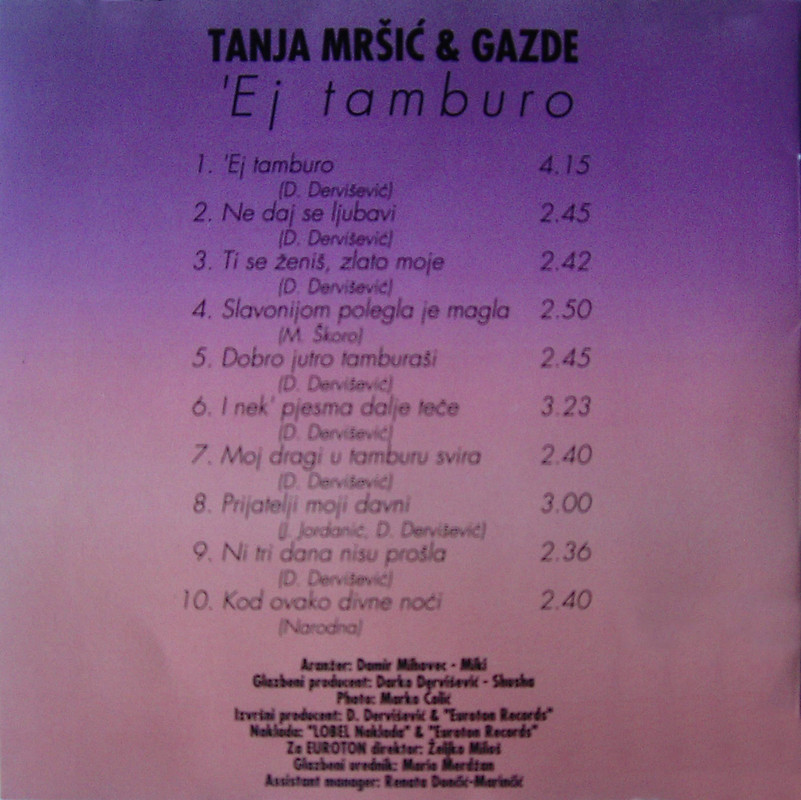 TANJA MRŠIĆ & GAZDE
'Ej tamburo
1. 'Ej tamburo 4.15
(D. Dervišević)
2. Ne daj se ljubavi 2.45
(D. Dervišević)
3. Ti se ženiš, zlato moje 2.42
(D. Dervišević)
4. Slavonijom polegla je magla 2.50
(M. Škoro)
5. Dobro jutro tamburaši 2.45
(D. Dervišević)
6. I nek' pjesma dalje teče 3.23
(D. Dervišević)
7. Moj dragi u tamburu svira 2.40
(D. Dervišević)
8. Prijatelji moji davni 3.00
(J. Jordanić, D. Dervišević)
9. Ni tri dana nisu prošla 2.36
(D. Dervišević)
10. Kod ovako divne noći 2.40
(Narodna)
Aranžer: Damir Mihovec - Miki
Glazbeni producent: Darko Dervišević - Shusha
Photo: Marko Čolić
Izvršni producent: D. Dervišević & "Euroton Records"
Naklada: "LOBEL Naklada" & "Euroton Records"
Za EUROTON direktor: Željko Miloš
Glazbeni urednik: Mario Merdžan
Assistant manager: Renata Dončić-Marinčić